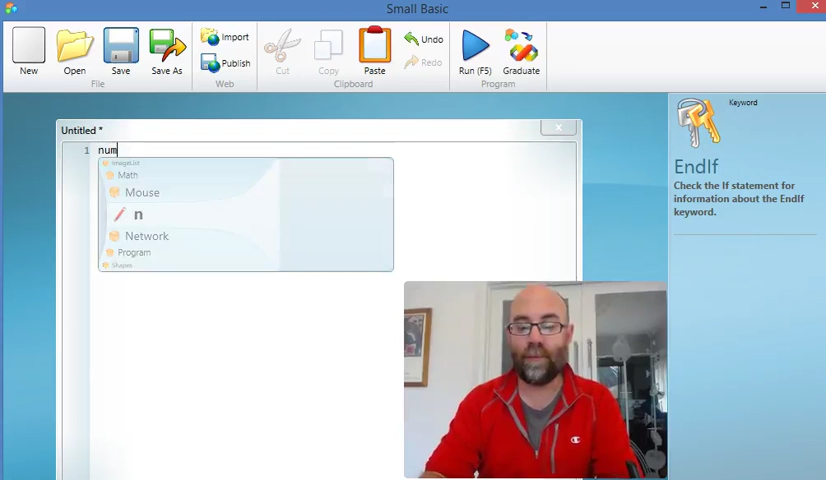 Small Basic
New
Open
Save
Save As
Import
Publish
Cut
Copy
Paste
Undo
Redo
Run (F5)
Graduate
File
Web
Clipboard
Program
Untitled *
x
1 num
ImageList
Math
Mouse
n
Network
Program
Shapes
Keyword
EndIf
Check the If statement for
information about the EndIf
keyword.